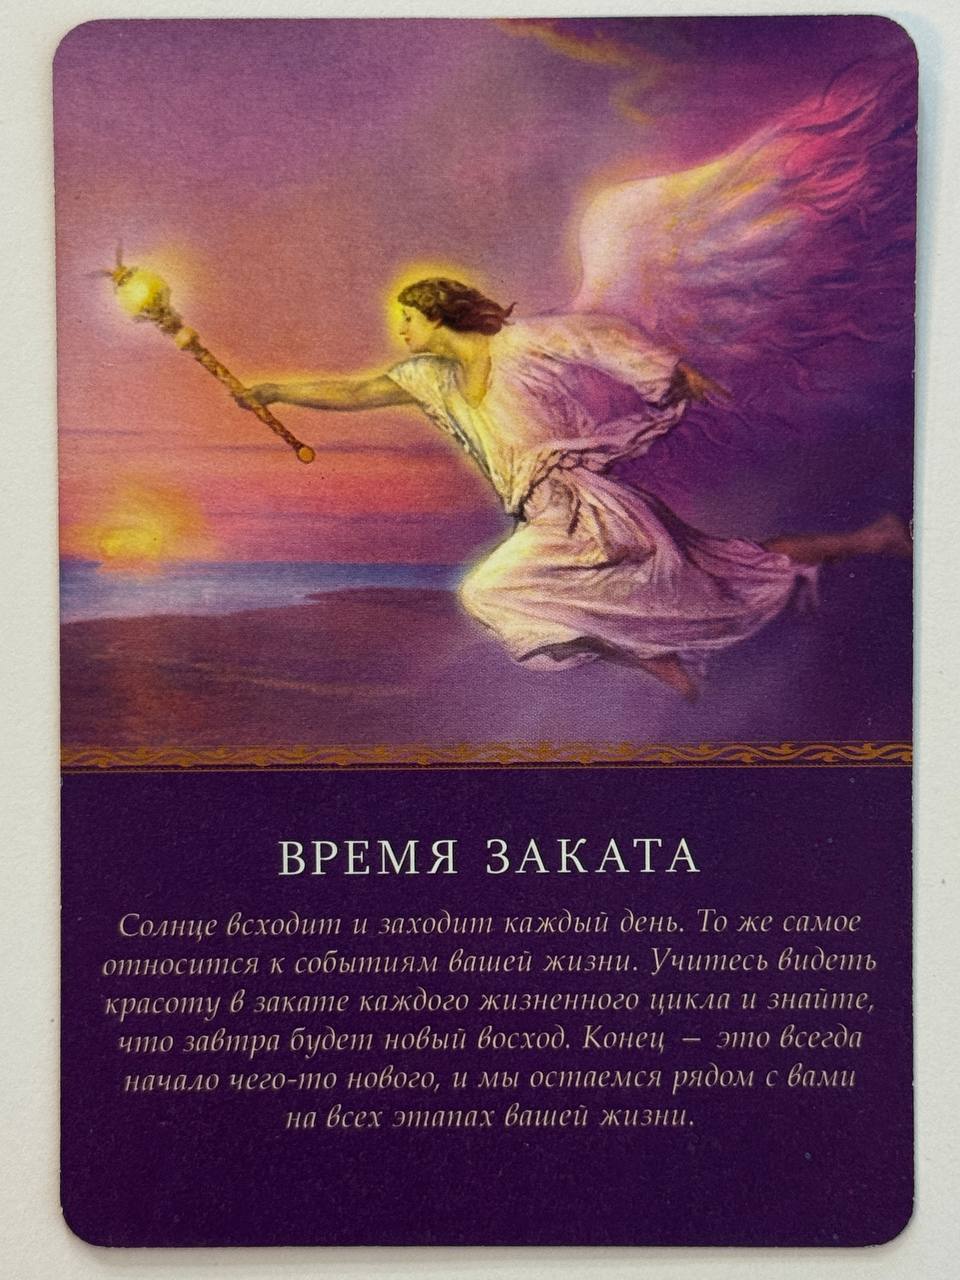 ВРЕМЯ ЗАКАТА
Солнце всходит и заходит каждый день. То же самое
относится к событиям вашей жизни. Учитесь видеть
красоту в закате каждого жизненного цикла и знайте,
что завтра будет новый восход. Конец — это всегда
начало чего-то нового, и мы остаемся рядом с вами
на всех этапах вашей жизни.